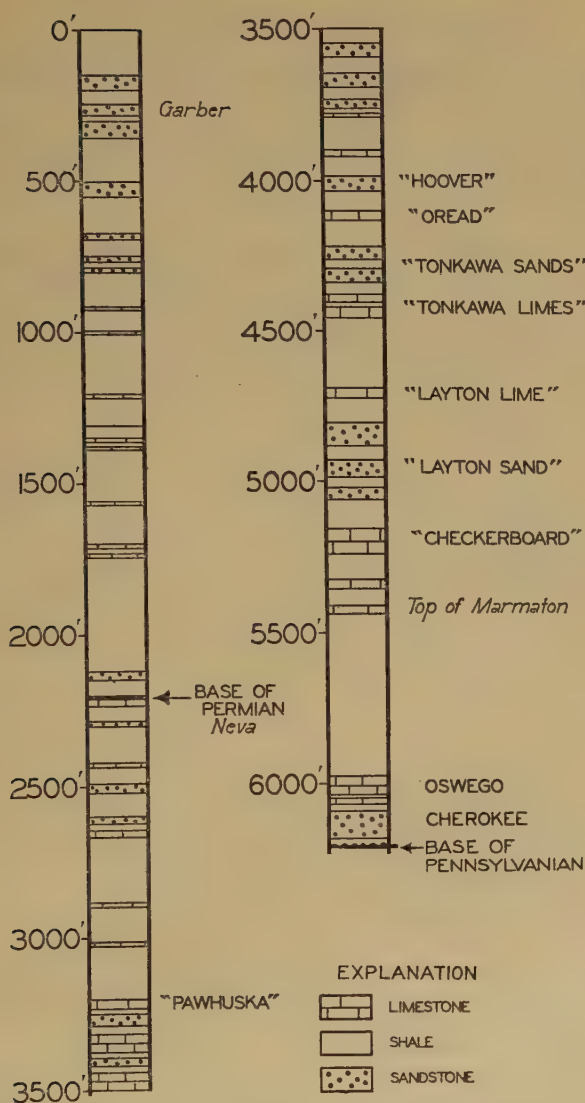 0'
Garber
500'
1000'
1500'
2000'
BASE OF
PERMIAN
Neva
2500'
3000'
"PAWHUSKA"
3500'
3500'
4000'
"HOOVER"
"OREAD"
"TONKAWA SANDS"
"TONKAWA LIMES"
4500'
"LAYTON LIME"
"LAYTON SAND"
5000'
"CHECKERBOARD"
Top of Marmaton
5500'
6000'
OSWEGO
CHEROKEE
BASE OF
PENNSYLVANIAN
EXPLANATION
LIMESTONE
SHALE
SANDSTONE